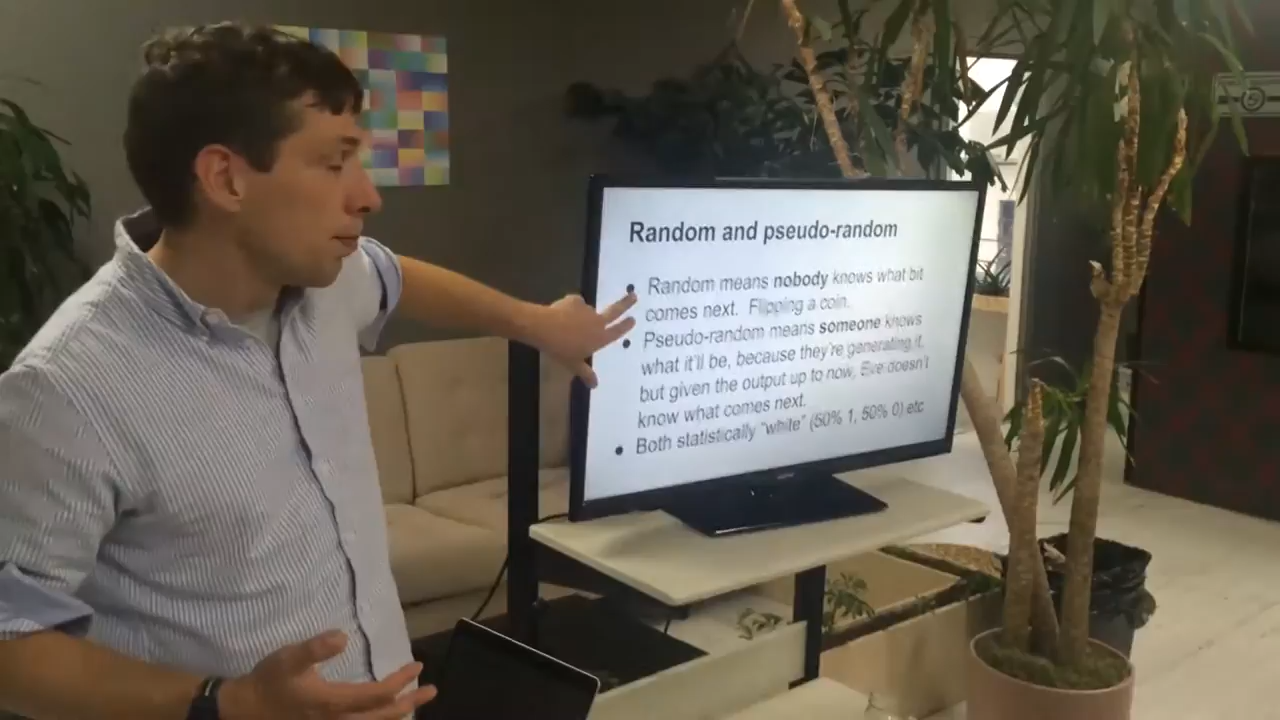 Random and pseudo-random
• Random means nobody knows what bit
comes next. Flipping a coin.
• Pseudo-random means someone knows
what it'll be, because they're generating it,
but given the output up to now, Eve doesn't
know what comes next.
• Both statistically "white" (50% 1, 50% 0) etc